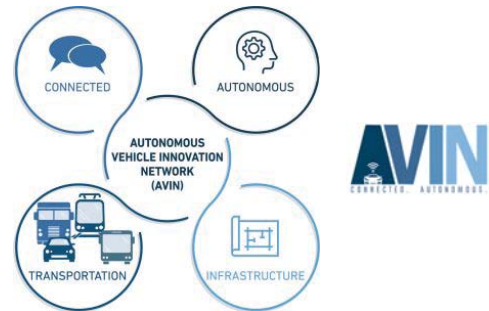 CONNECTED
AUTONOMOUS
AUTONOMOUS
VEHICLE INNOVATION
NETWORK
(AVIN)
TRANSPORTATION
INFRASTRUCTURE
AVIN
CONNECTED. AUTONOMOUS.